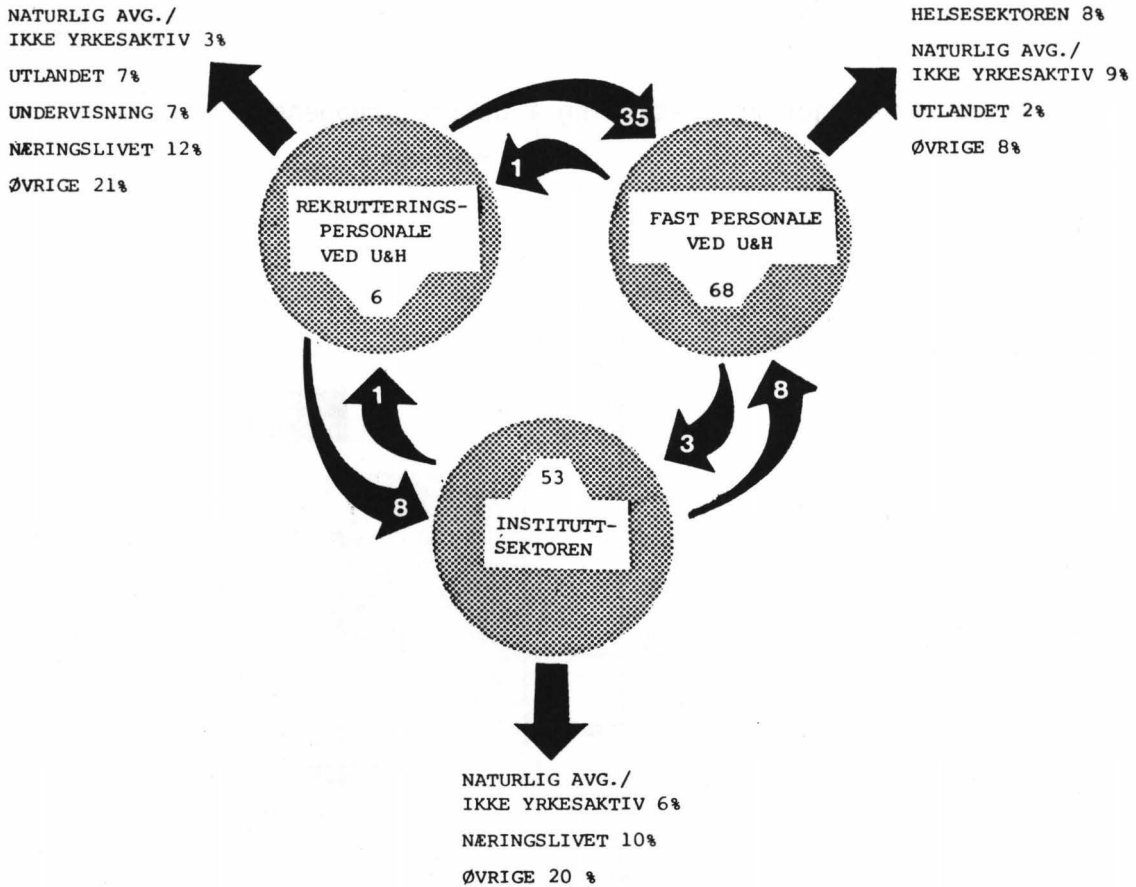 NATURLIG AVG./
IKKE YRKESAKTIV 3%
UTLANDET 7%
UNDERVISNING 7%
NÆRINGSLIVET 12%
ØVRIGE 21%
HELSESEKTOREN 8%
NATURLIG AVG./
IKKE YRKESAKTIV 9%
UTLANDET 2%
ØVRIGE 8%
35
1
REKRUTTERINGS-
PERSONALE
VED U&H
6
FAST PERSONALE
VED U&H
68
1
8
3
8
53
INSTITUTT-
SEKTOREN
NATURLIG AVG./
IKKE YRKESAKTIV 6%
NÆRINGSLIVET 10%
ØVRIGE 20 %